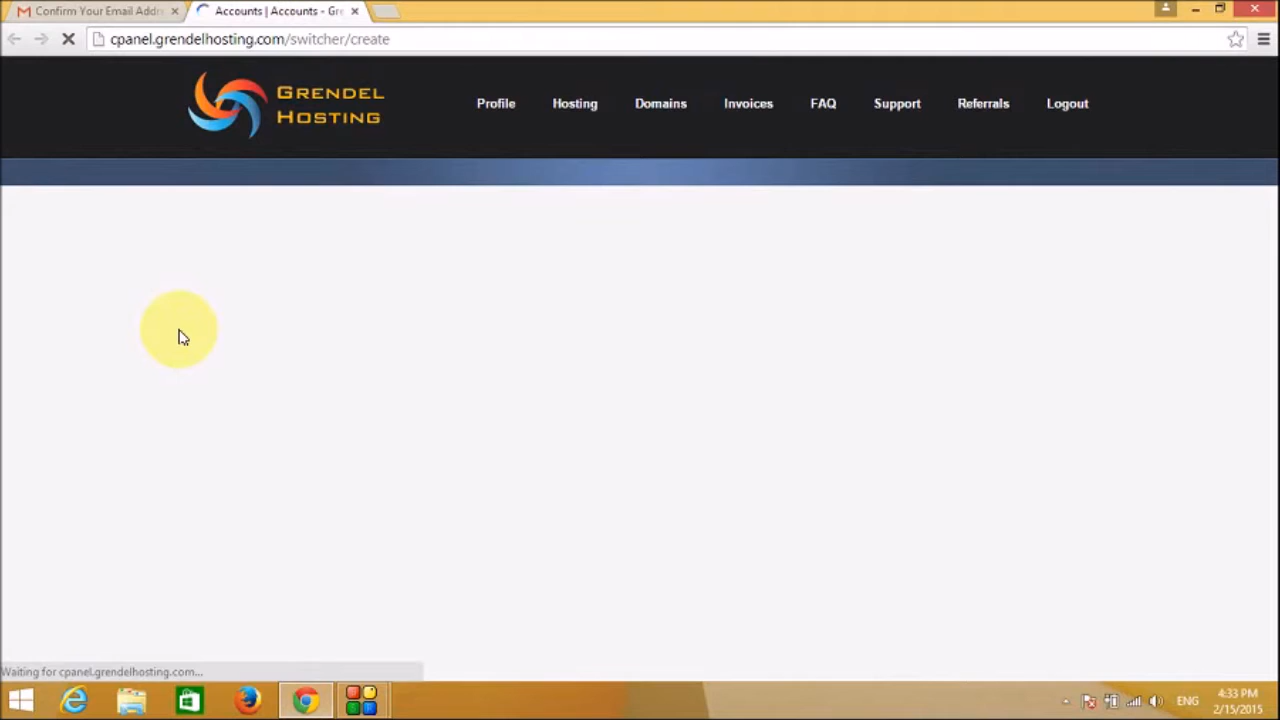 Confirm Your Email Addr
Accounts | Accounts - Gre
cpanel.grendelhosting.com/switcher/create
GRENDEL
HOSTING
Profile
Hosting
Domains
Invoices
FAQ
Support
Referrals
Logout
Waiting for cpanel.grendelhosting.com...
ENG
4:33 PM
2/15/2015